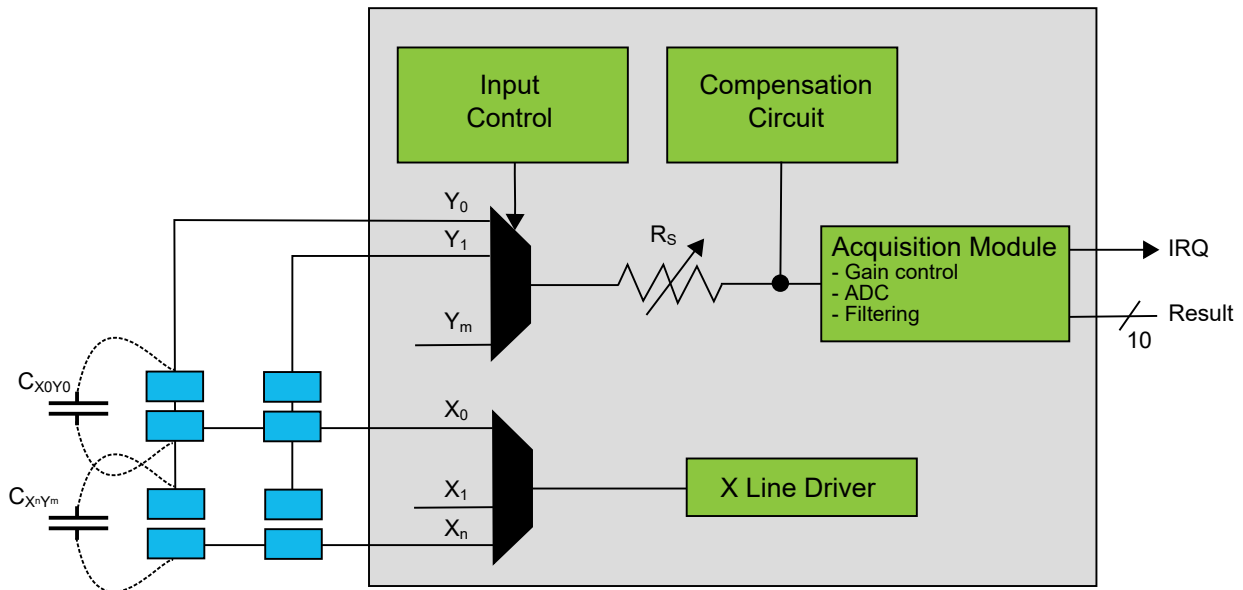 Input
Control
Compensation
Circuit
Y0
Y1
RS
Acquisition Module
- Gain control
- ADC
- Filtering
IRQ
Result
10
Ym
CX0Y0
X0
CXnYm
X1
Xn
X Line Driver